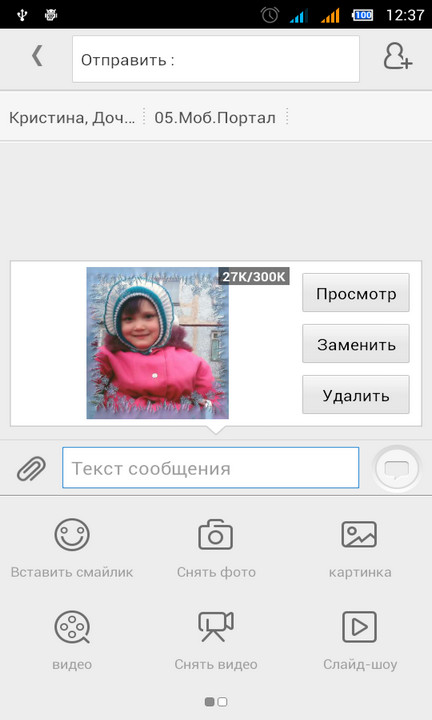 100 12:37
Отправить :
Кристина, Доч... 05.Моб.Портал
27K/300K
Просмотр
Заменить
Удалить
Текст сообщения
Вставить смайлик Снять фото картинка
видео Снять видео Слайд-шоу